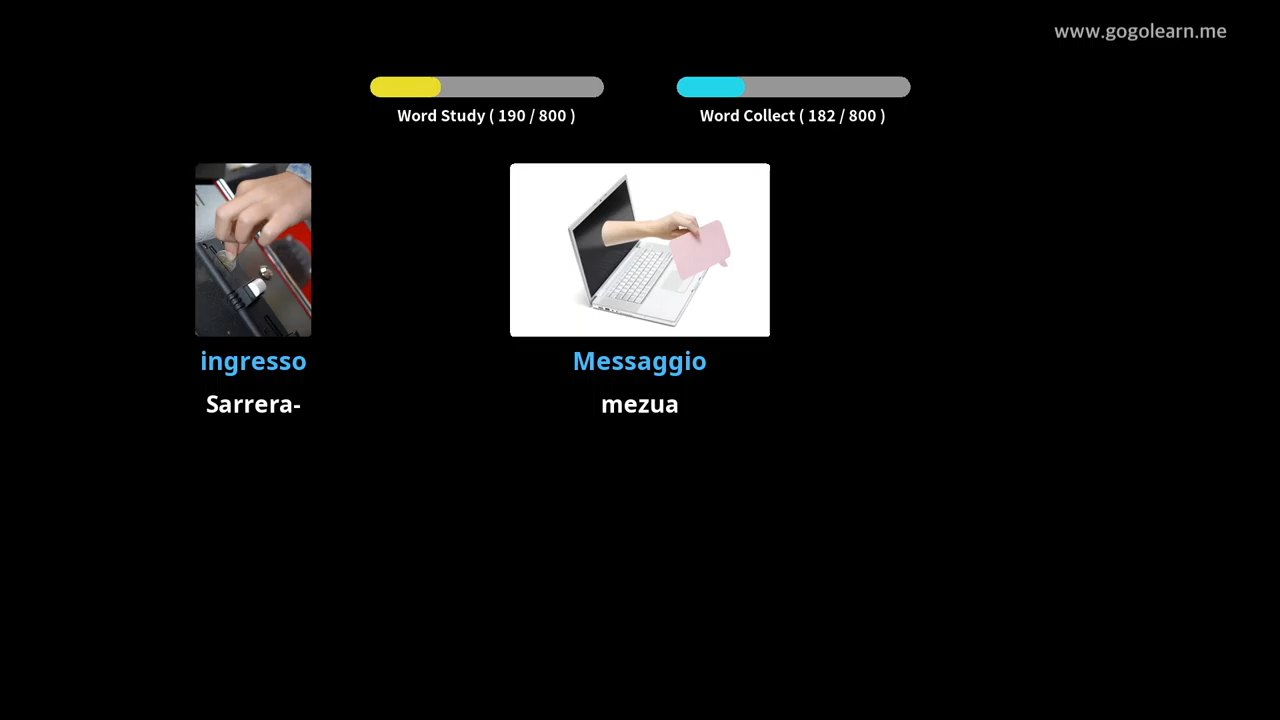 www.gogolearn.me
Word Study ( 190 / 800 )
Word Collect ( 182 / 800 )
ingresso
Messaggio
Sarrera-
mezua